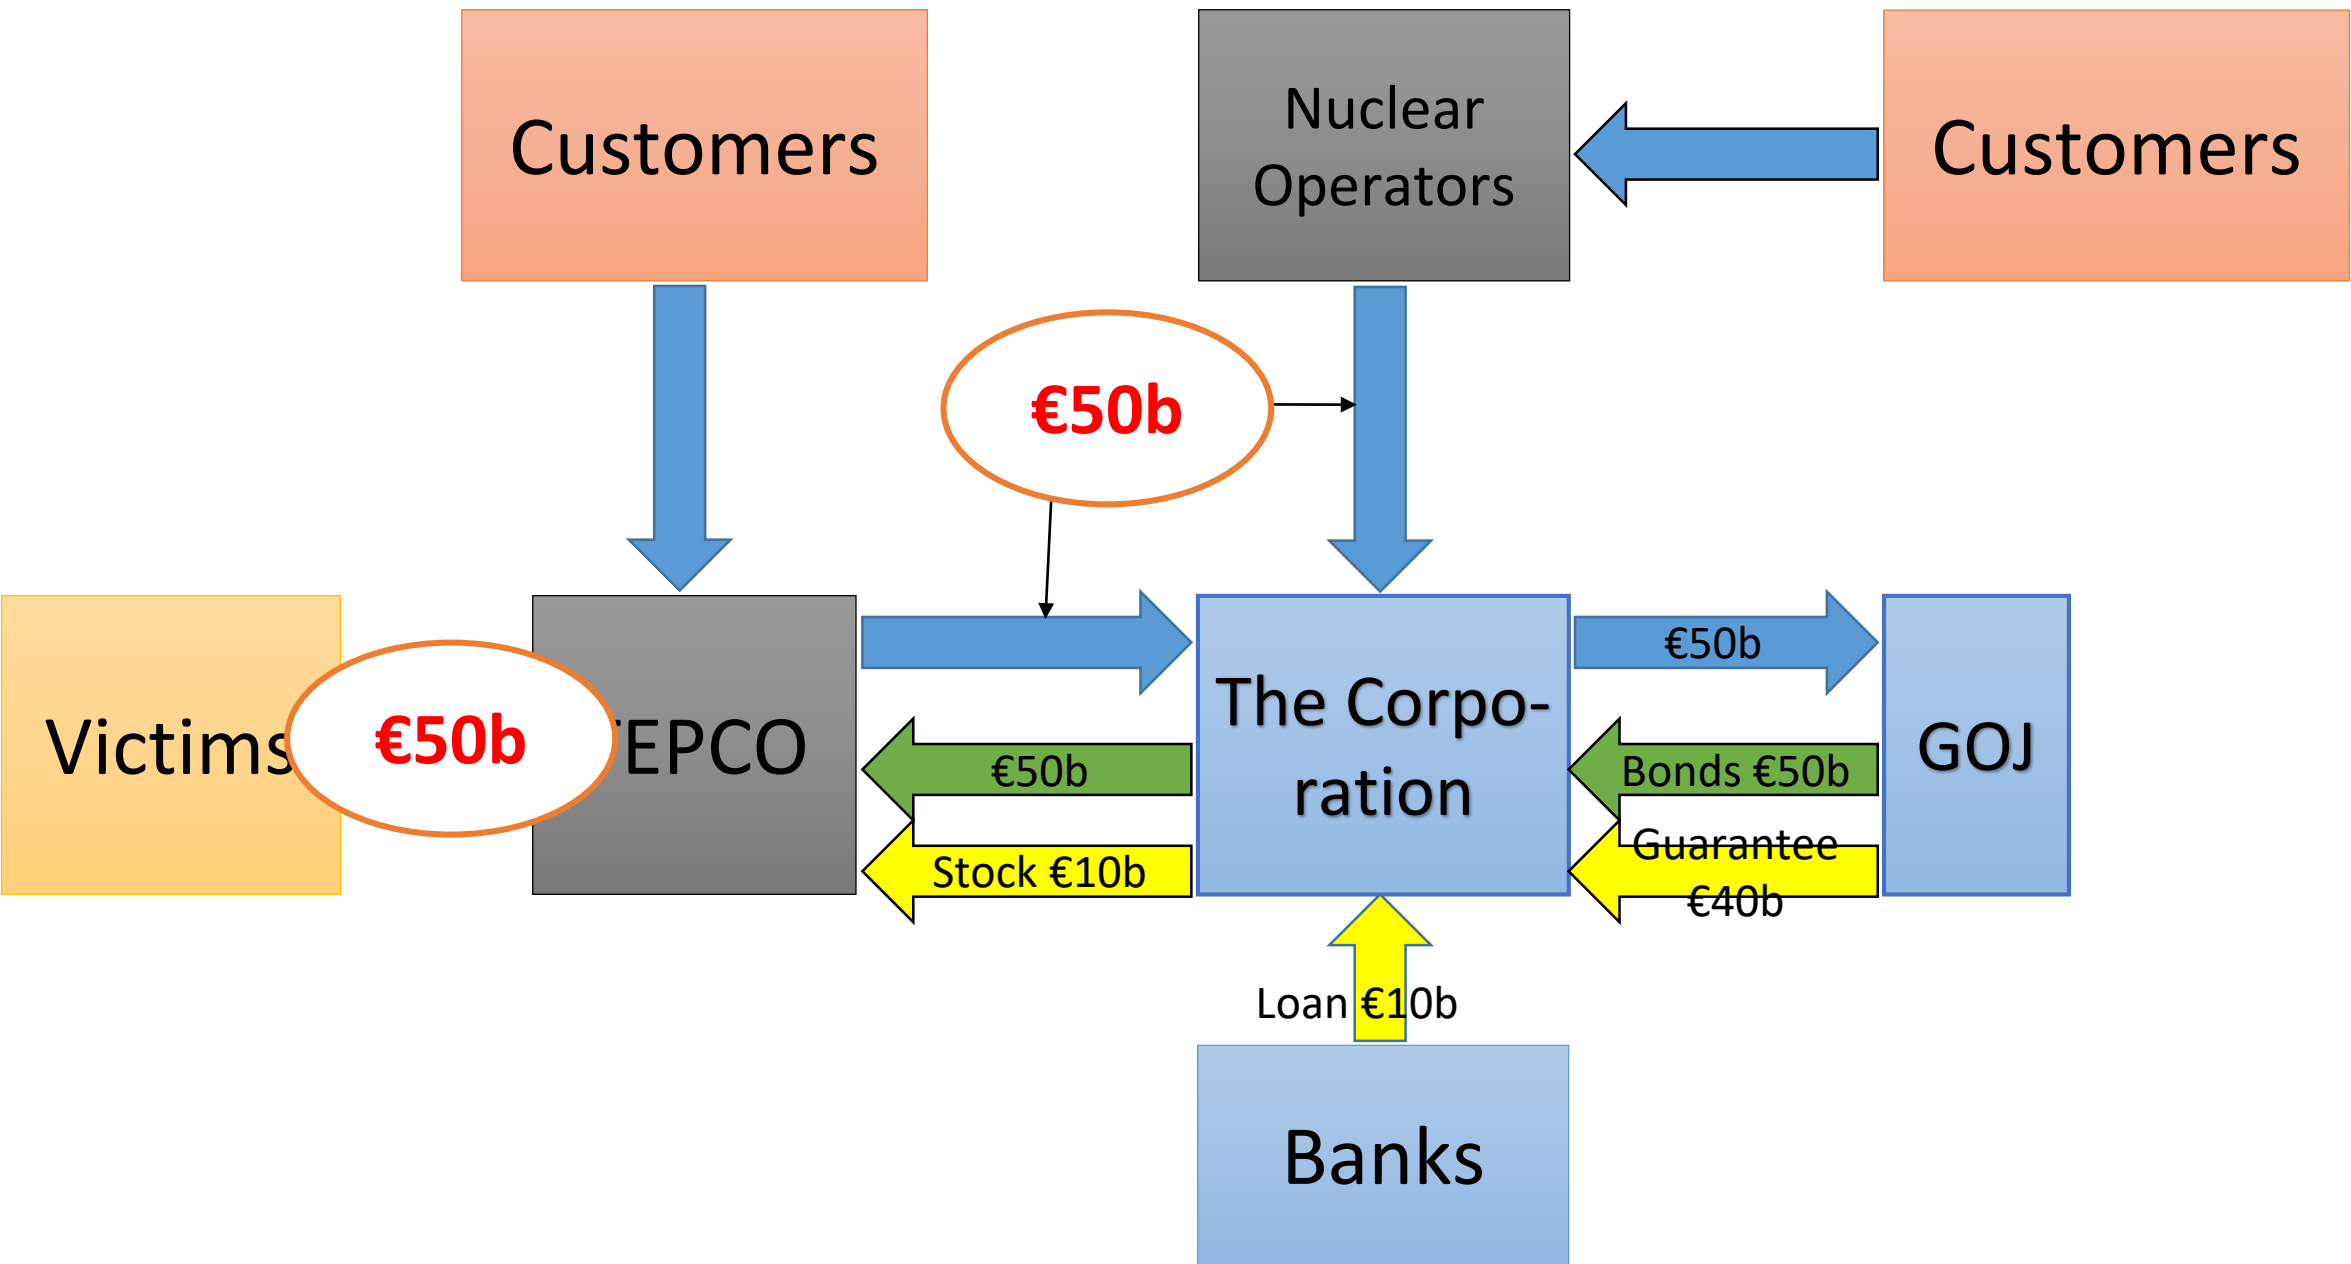 Customers
Nuclear
Operators
Customers
€50b
Victims
€50b
EPCO
€50b
Stock €10b
The Corpo-
ration
€50b
Bonds €50b
Guarantee
€40b
GOJ
Loan €10b
Banks